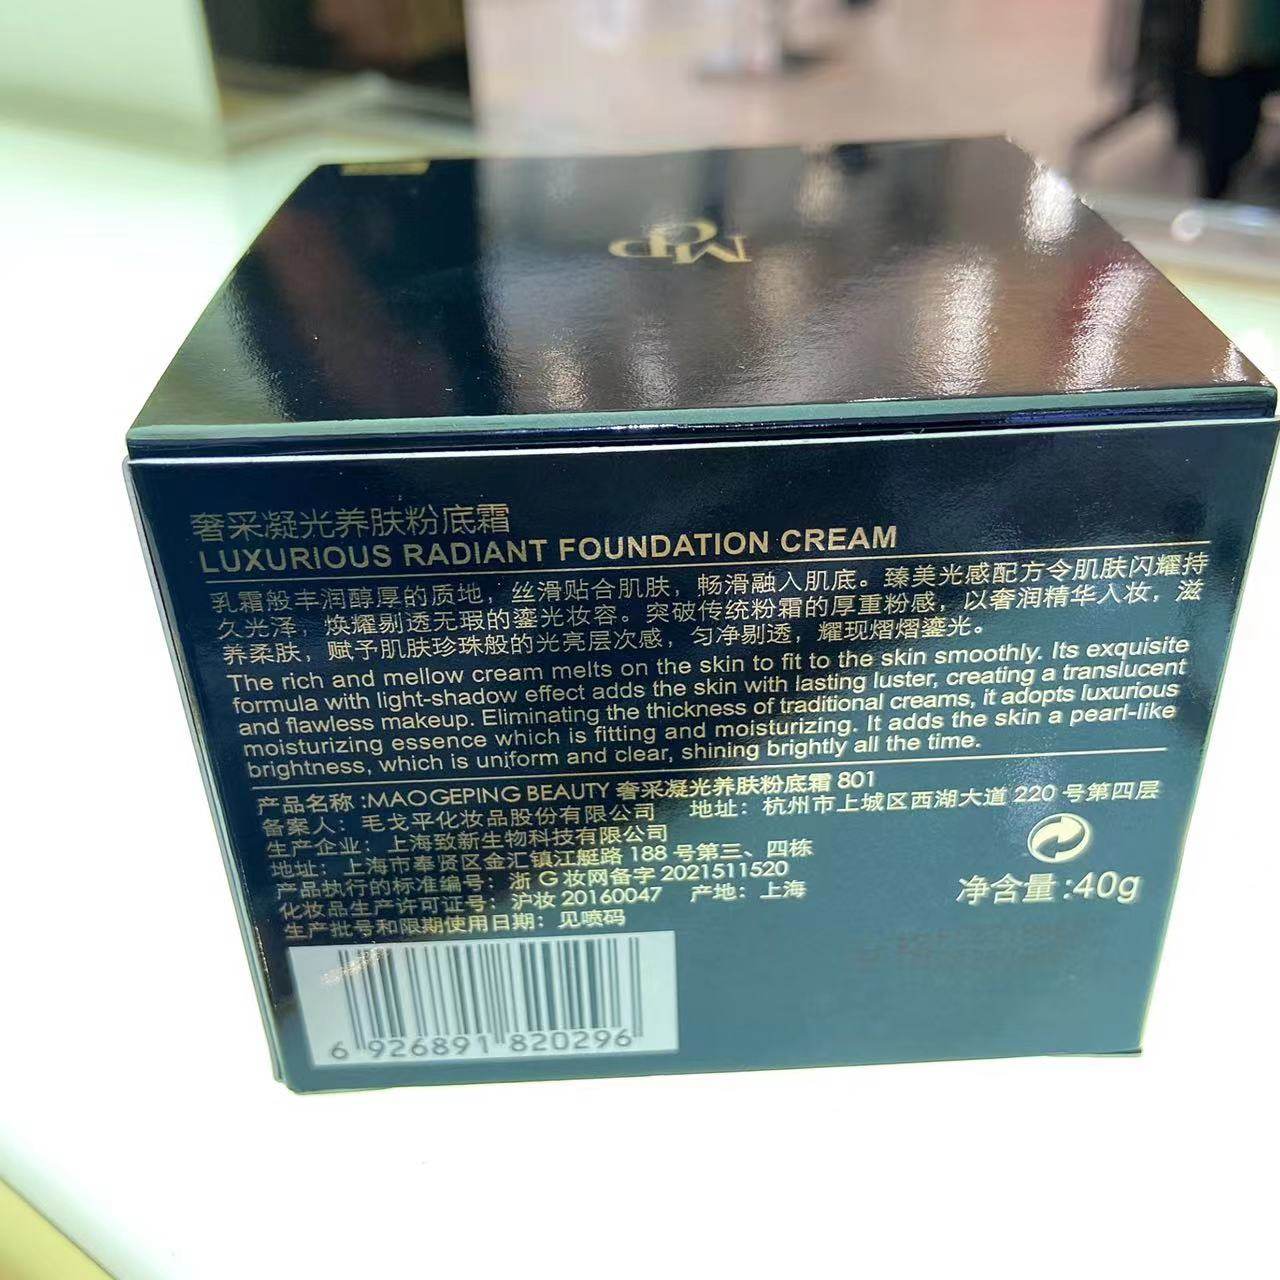 MGP
奢采凝光养肤粉底霜
LUXURIOUS RADIANT FOUNDATION CREAM
乳霜般丰润醇厚的质地，丝滑贴合肌肤，畅滑融入肌底。臻美光感配方令肌肤闪耀持
久光泽，焕耀剔透无瑕的鎏光妆容。突破传统粉霜的厚重粉感，以奢润精华入妆，滋
养柔肤，赋予肌肤珍珠般的光亮层次感，匀净剔透，耀现熠熠鎏光。
The rich and mellow cream melts on the skin to fit to the skin smoothly. Its exquisite
formula with light-shadow effect adds the skin with lasting luster, creating a translucent
and flawless makeup. Eliminating the thickness of traditional creams, it adopts luxurious
moisturizing essence which is fitting and moisturizing. It adds the skin a pearl-like
brightness, which is uniform and clear, shining brightly all the time.
产品名称 :MAOGEPING BEAUTY 奢采凝光养肤粉底霜 801
备案人：毛戈平化妆品股份有限公司 地址：杭州市上城区西湖大道 220 号第四层
生产企业：上海致新生物科技有限公司
地址：上海市奉贤区金汇镇江艇路 188 号第三、四栋
产品执行的标准编号：浙 G 妆网备字 2021511520
化妆品生产许可证号：沪妆 20160047 产地：上海
生产批号和限期使用日期：见喷码
净含量:40g
6 926891 820296